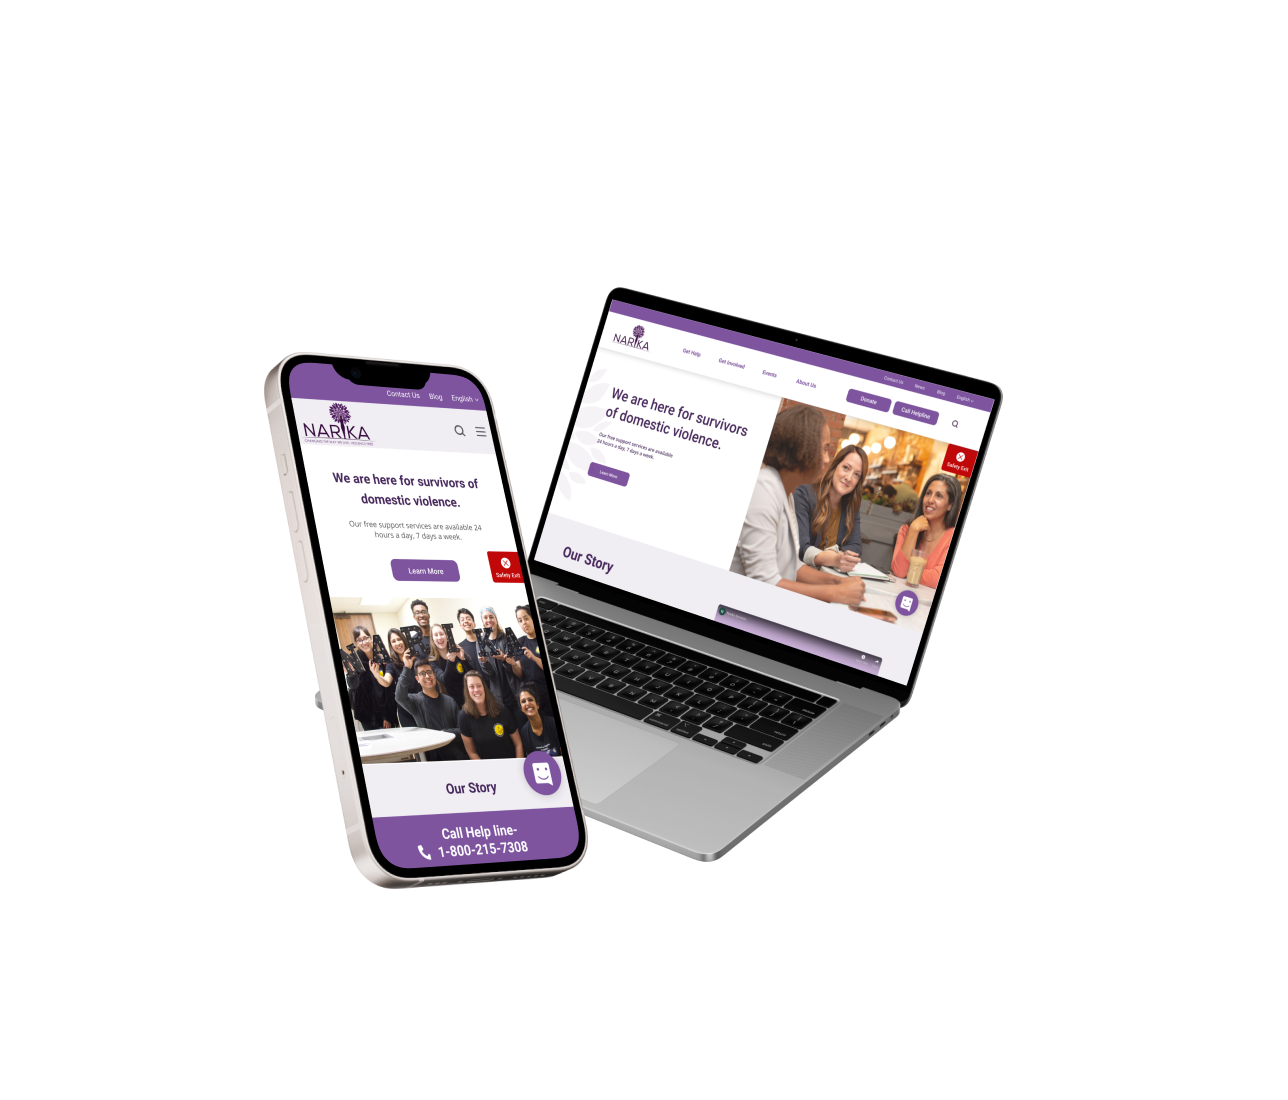 Contact Us Blog English
NARIKA
We are here for survivors of
domestic violence.
Our free support services are available 24
hours a day, 7 days a week.
Learn More
Safety Exit
NARIKA
Our Story
Call Help line-
1-800-215-7308
Contact Us News Blog English
NARIKA
Get Help Get Involved Events About Us Donate Call Helpline
We are here for survivors
of domestic violence.
Our free support services are available
24 hours a day, 7 days a week.
Learn More
Safety Exit
Our Story